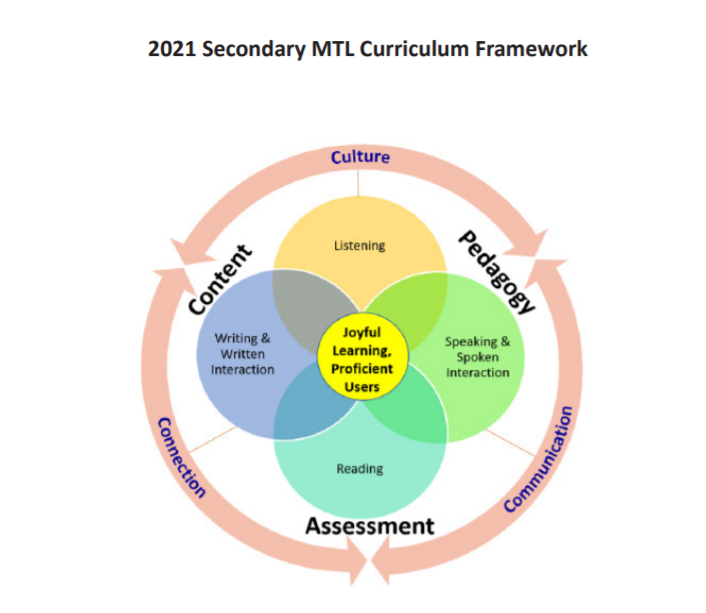 2021 Secondary MTL Curriculum Framework
Culture
Content
Pedagogy
Listening
Writing &
Written
Interaction
Joyful
Learning,
Proficient
Users
Speaking &
Spoken
Interaction
Reading
Connection
Communication
Assessment